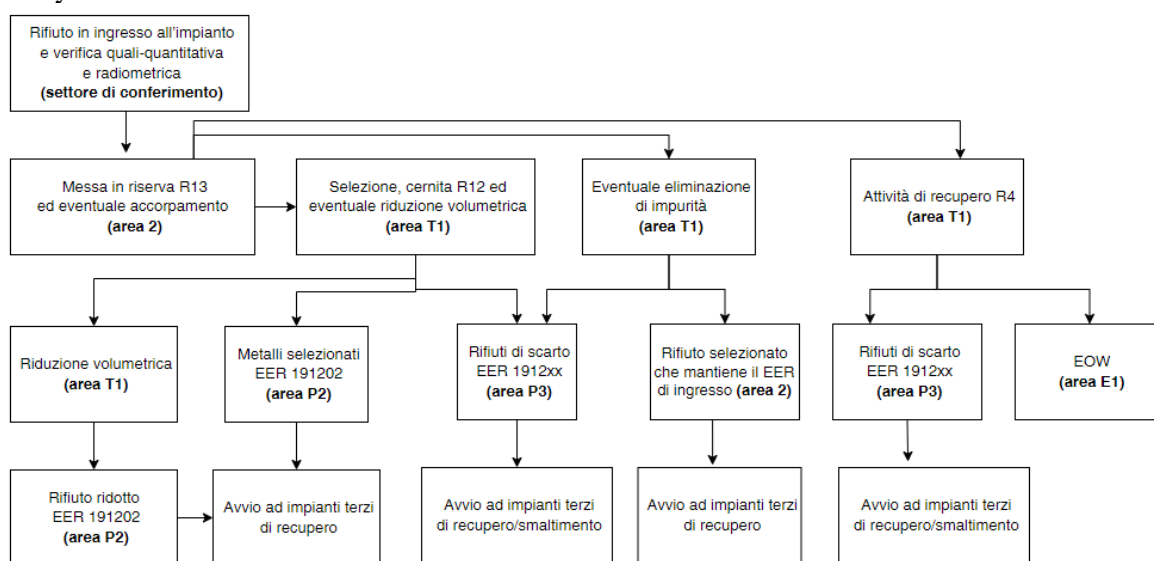 Rifiuto in ingresso all'impianto
e verifica quali-quantitativa
e radiometrica
(settore di conferimento)
Messa in riserva R13
ed eventuale accorpamento
(area 2)
Selezione, cernita R12 ed
eventuale riduzione volumetrica
(area T1)
Eventuale eliminazione
di impurità
(area T1)
Attività di recupero R4
(area T1)
Riduzione volumetrica
(area T1)
Metalli selezionati
EER 191202
(area P2)
Rifiuti di scarto
EER 1912xx
(area P3)
Rifiuto selezionato
che mantiene il EER
di ingresso (area 2)
Rifiuti di scarto
EER 1912xx
(area P3)
EOW
(area E1)
Rifiuto ridotto
EER 191202
(area P2)
Avvio ad impianti terzi
di recupero
Avvio ad impianti terzi
di recupero/smaltimento
Avvio ad impianti terzi
di recupero
Avvio ad impianti terzi
di recupero/smaltimento